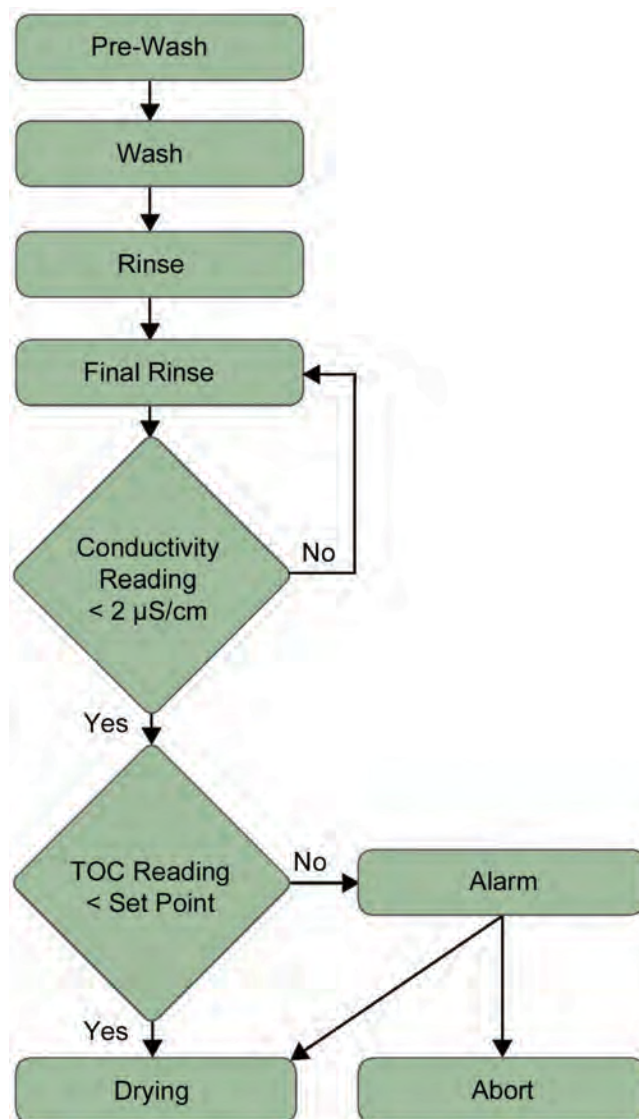 Pre-Wash
Wash
Rinse
Final Rinse
Conductivity
Reading
< 2 µS/cm
No
Yes
TOC Reading
< Set Point
No
Alarm
Yes
Drying
Abort